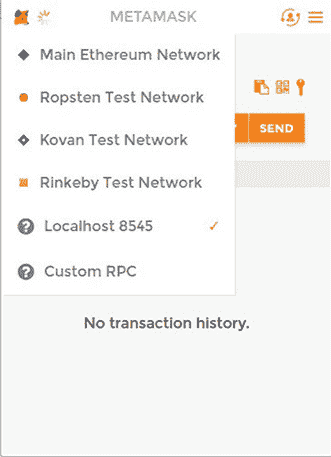 METAMASK
Main Ethereum Network
Ropsten Test Network
Kovan Test Network
Rinkeby Test Network
? Localhost 8545 ✓
? Custom RPC
SEND
No transaction history.